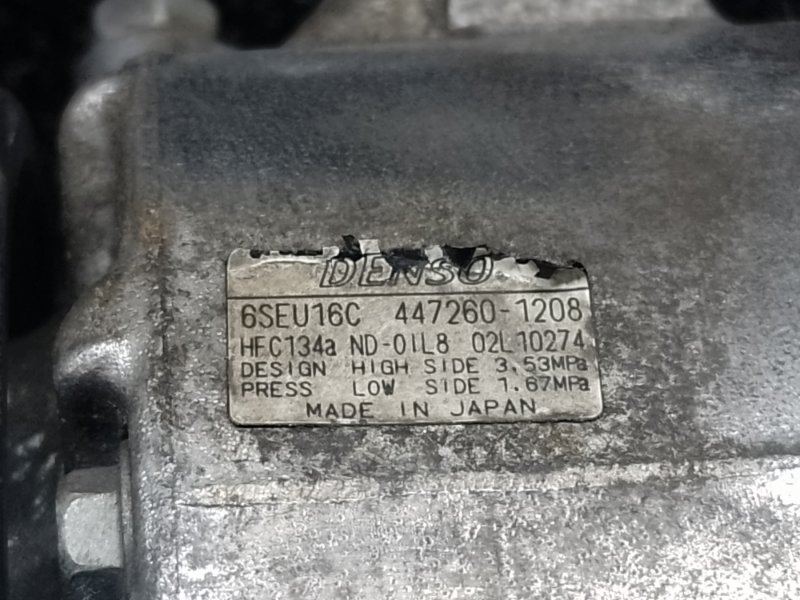 DENSO
6SEU16C 447260-1208
HFC134a ND-OIL8 02L10274
DESIGN HIGH SIDE 3.53MPa
PRESS LOW SIDE 1.67MPa
MADE IN JAPAN